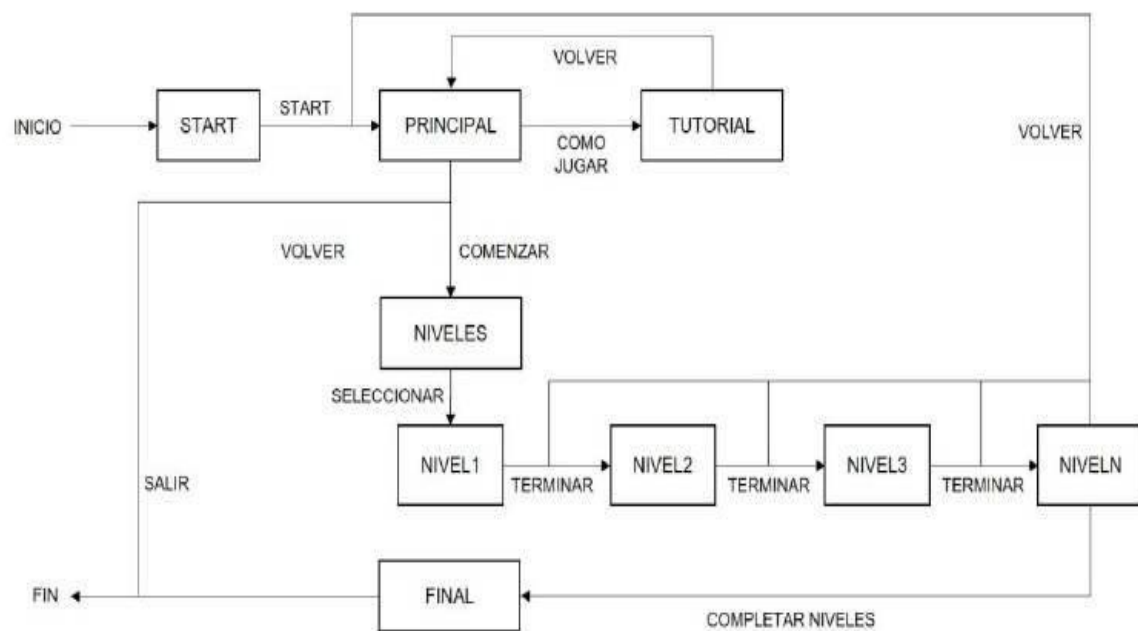 VOLVER
START
INICIO
START
PRINCIPAL
TUTORIAL
VOLVER
COMO
JUGAR
VOLVER
COMENZAR
NIVELES
SELECCIONAR
NIVEL1
NIVEL2
NIVEL3
NIVELN
SALIR
TERMINAR
TERMINAR
TERMINAR
FIN
FINAL
COMPLETAR NIVELES